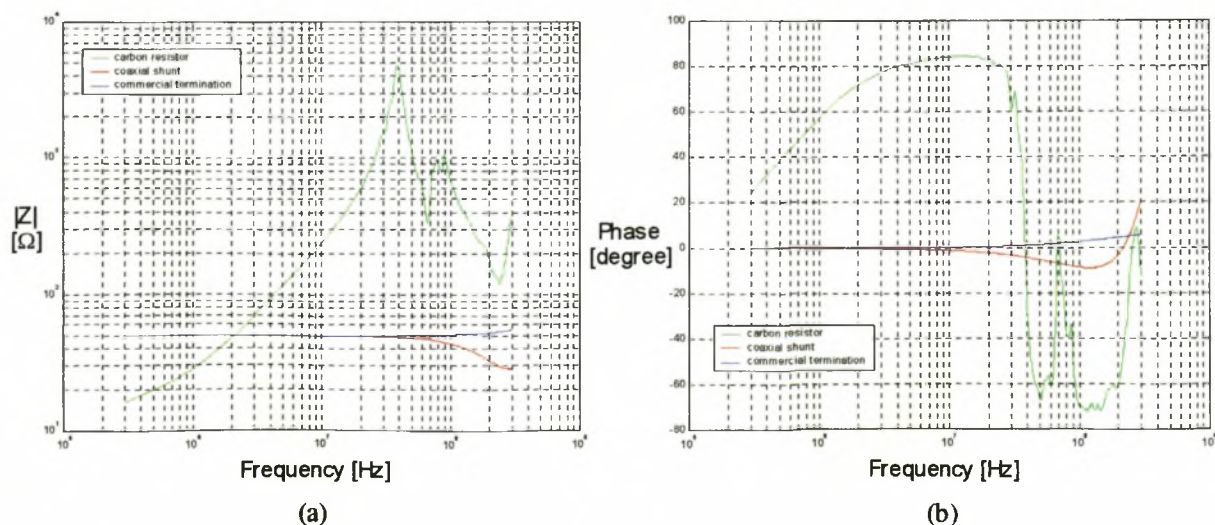 carbon resistor
coaxial shunt
commercial termination
|Z|
[Ω]
Frequency [Hz]
(a)
100
80
60
40
20
0
-20
-40
-60
-80
Phase
[degree]
carbon resistor
coaxial shunt
commercial termination
Frequency [Hz]
(b)